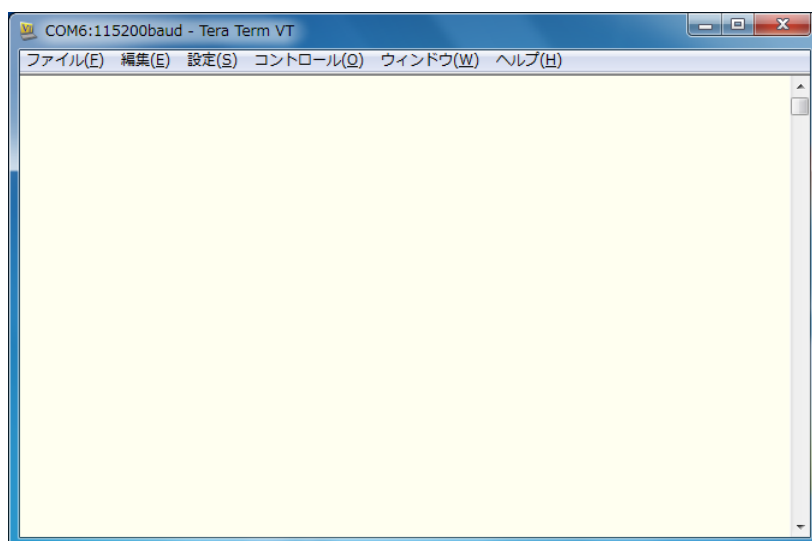 COM6:115200baud - Tera Term VT
ファイル(F) 編集(E) 設定(S) コントロール(O) ウィンドウ(W) ヘルプ(H)